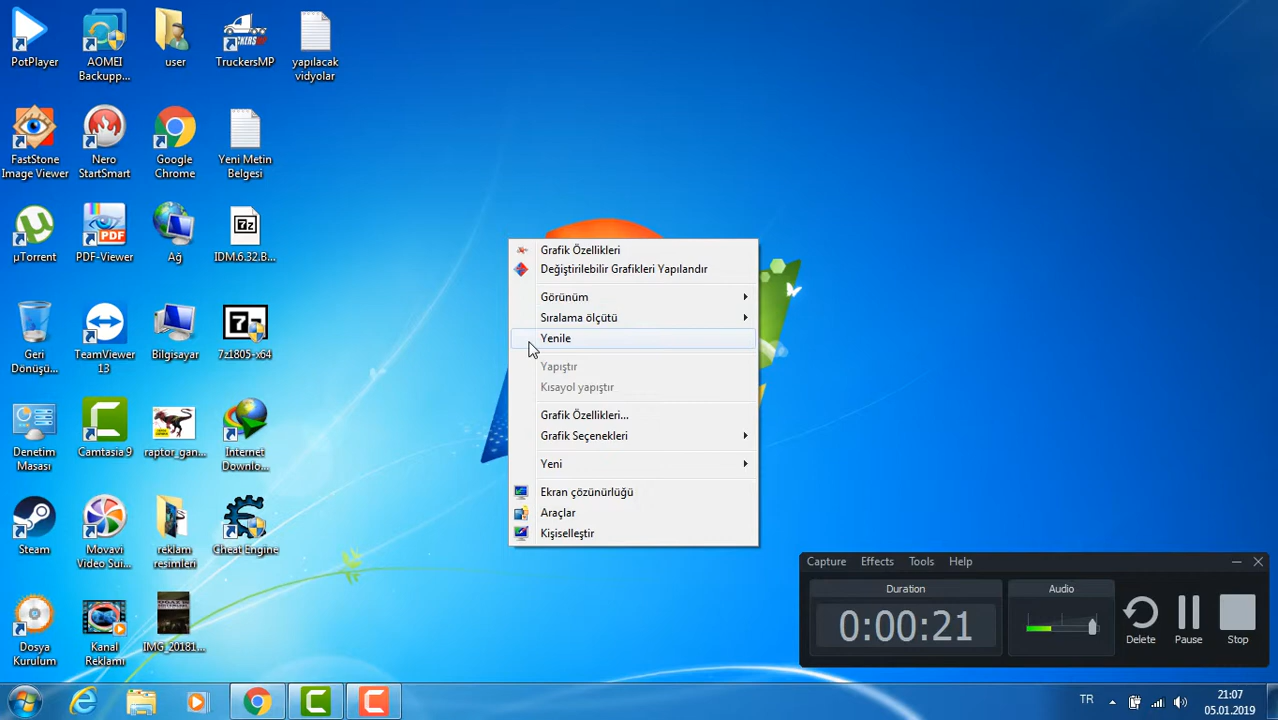 PotPlayer
AOMEI
Backupp...
user
TruckersMP
yapılacak
vidyolar
FastStone
Image Viewer
Nero
StartSmart
Google
Chrome
Yeni Metin
Belgesi
µTorrent
PDF-Viewer
Ağ
IDM.6.32.B...
Geri
Dönüşü...
TeamViewer
13
Bilgisayar
7z1805-x64
Denetim
Masası
Camtasia 9
raptor_gan...
Internet
Downlo...
Steam
Movavi
Video Sui...
reklam
resimleri
Cheat Engine
Dosya
Kurulum
Kanal
Reklamı
IMG_20181...
Grafik Özellikleri
Değiştirilebilir Grafikleri Yapılandır
Görünüm
Sıralama ölçütü
Yenile
Yapıştır
Kısayol yapıştır
Grafik Özellikleri...
Grafik Seçenekleri
Yeni
Ekran çözünürlüğü
Araçlar
Kişiselleştir
Capture Effects Tools Help
Duration
0:00:21
Audio
Delete
Pause
Stop
TR
21:07
05.01.2019